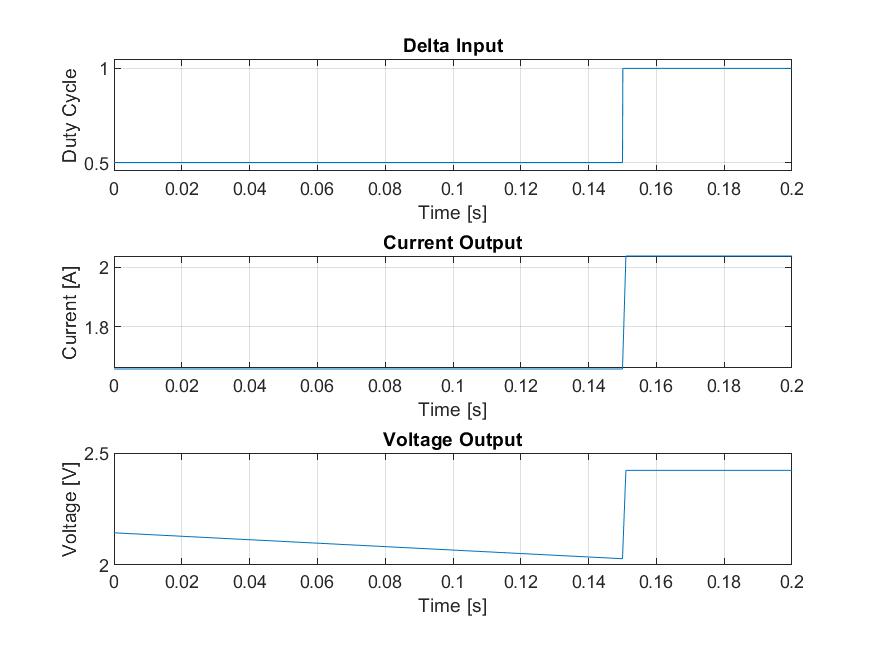 Delta Input
1
0.5
Duty Cycle
0 0.02 0.04 0.06 0.08 0.1 0.12 0.14 0.16 0.18 0.2
Time [s]
Current Output
2
1.8
Current [A]
0 0.02 0.04 0.06 0.08 0.1 0.12 0.14 0.16 0.18 0.2
Time [s]
Voltage Output
2.5
2
Voltage [V]
0 0.02 0.04 0.06 0.08 0.1 0.12 0.14 0.16 0.18 0.2
Time [s]